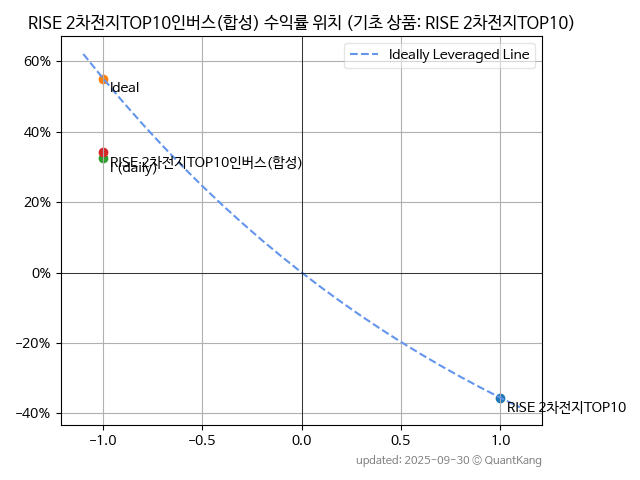 RISE 2차전지TOP10인버스(합성) 수익률 위치 (기초 상품: RISE 2차전지TOP10)
60%
40%
20%
0%
−20%
−40%
Ideally Leveraged Line
Ideal
RISE 2차전지TOP10인버스(합성)
I (daily)
RISE 2차전지TOP10
−1.0
−0.5
0.0
0.5
1.0
updated: 2025-09-30 © QuantKang